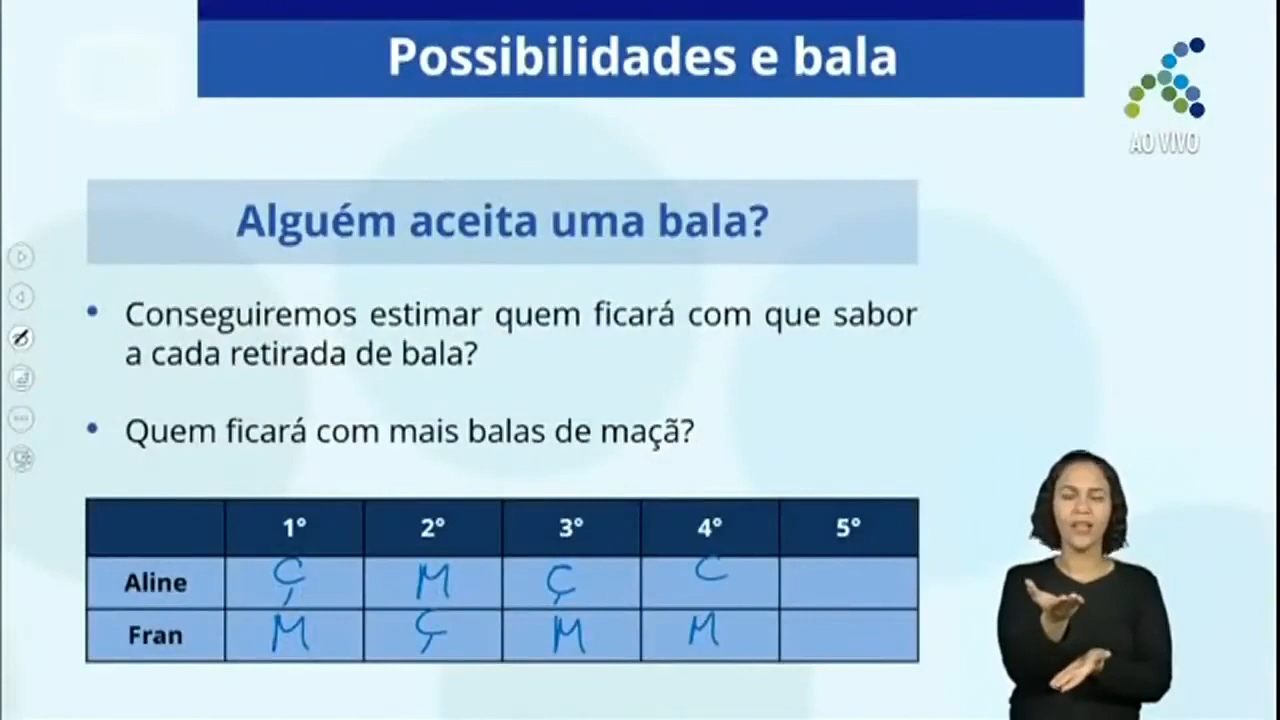 Possibilidades e bala
AO VIVO
Alguém aceita uma bala?
• Conseguiremos estimar quem ficará com que sabor
a cada retirada de bala?
• Quem ficará com mais balas de maçã?
1° 2° 3° 4° 5°
Aline Ç M Ç C
Fran M Ç M M